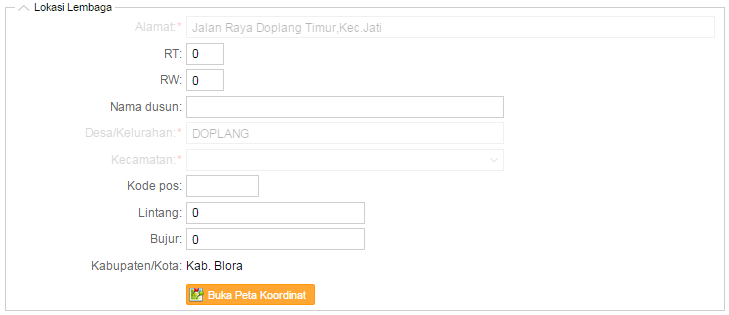 Lokasi Lembaga
Alamat:* Jalan Raya Doplang Timur,Kec.Jati
RT: 0
RW: 0
Nama dusun:
Desa/Kelurahan:* DOPLANG
Kecamatan:*
Kode pos:
Lintang: 0
Bujur: 0
Kabupaten/Kota: Kab. Blora
Buka Peta Koordinat